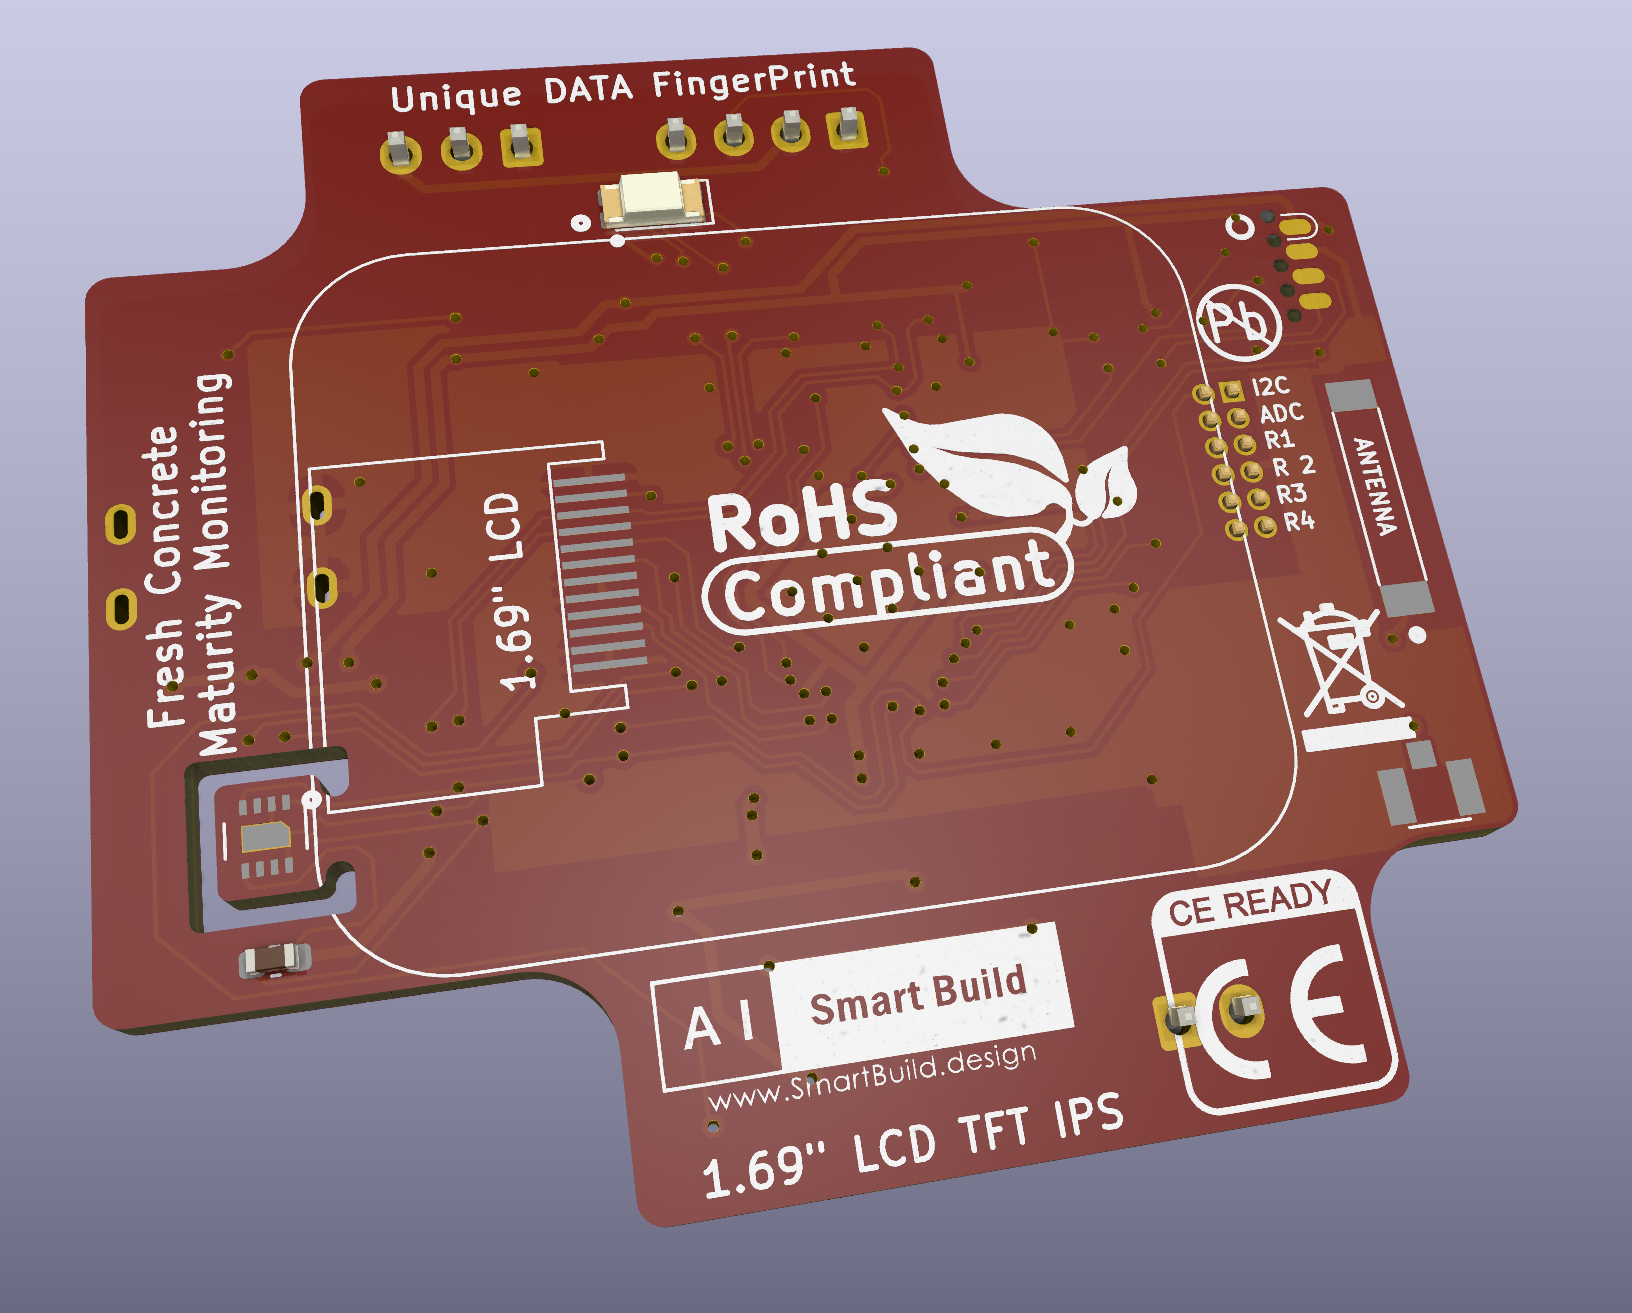 Unique DATA FingerPrint
Pb
I2C
ADC
R1
R 2
R3
R4
ANTENNA
Fresh Concrete
Maturity Monitoring
1.69" LCD
RoHS
Compliant
CE READY
CE
AI
Smart Build
www.SmartBuild.design
1.69" LCD TFT IPS